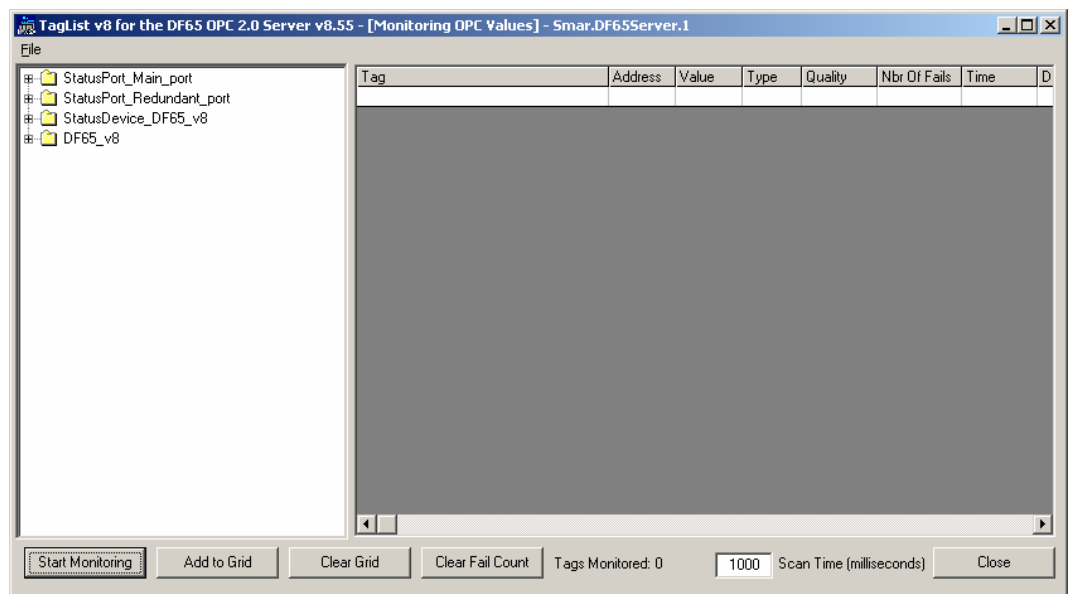 TagList v8 for the DF65 OPC 2.0 Server v8.55 - [Monitoring OPC Values] - Smar.DF65Server.1
File
StatusPort_Main_port
StatusPort_Redundant_port
StatusDevice_DF65_v8
DF65_v8
Tag Address Value Type Quality Nbr Of Fails Time D
Start Monitoring Add to Grid Clear Grid Clear Fail Count Tags Monitored: 0 1000 Scan Time (milliseconds) Close